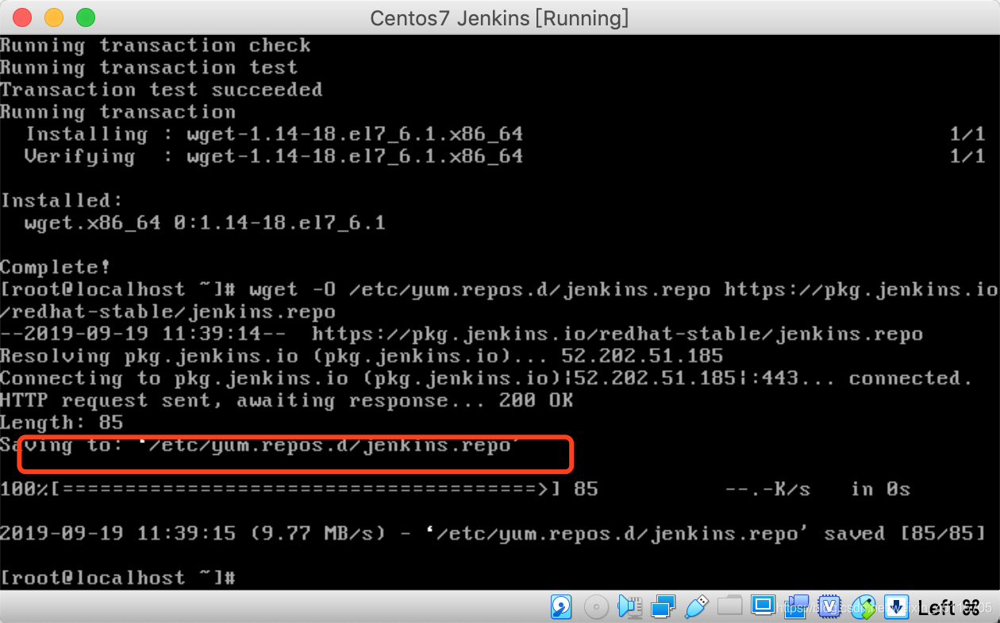 Centos7 Jenkins [Running]
Running transaction check
Running transaction test
Transaction test succeeded
Running transaction
  Installing : wget-1.14-18.el7_6.1.x86_64 1/1
  Verifying  : wget-1.14-18.el7_6.1.x86_64 1/1
Installed:
  wget.x86_64 0:1.14-18.el7_6.1
Complete!
[root@localhost ~]# wget -O /etc/yum.repos.d/jenkins.repo https://pkg.jenkins.io
/redhat-stable/jenkins.repo
--2019-09-19 11:39:14--  https://pkg.jenkins.io/redhat-stable/jenkins.repo
Resolving pkg.jenkins.io (pkg.jenkins.io)... 52.202.51.185
Connecting to pkg.jenkins.io (pkg.jenkins.io)|52.202.51.185|:443... connected.
HTTP request sent, awaiting response... 200 OK
Length: 85
Saving to: ‘/etc/yum.repos.d/jenkins.repo’
100%[======================================>] 85 --.-K/s in 0s
2019-09-19 11:39:15 (9.77 MB/s) - ‘/etc/yum.repos.d/jenkins.repo’ saved [85/85]
[root@localhost ~]#
Left ⌘